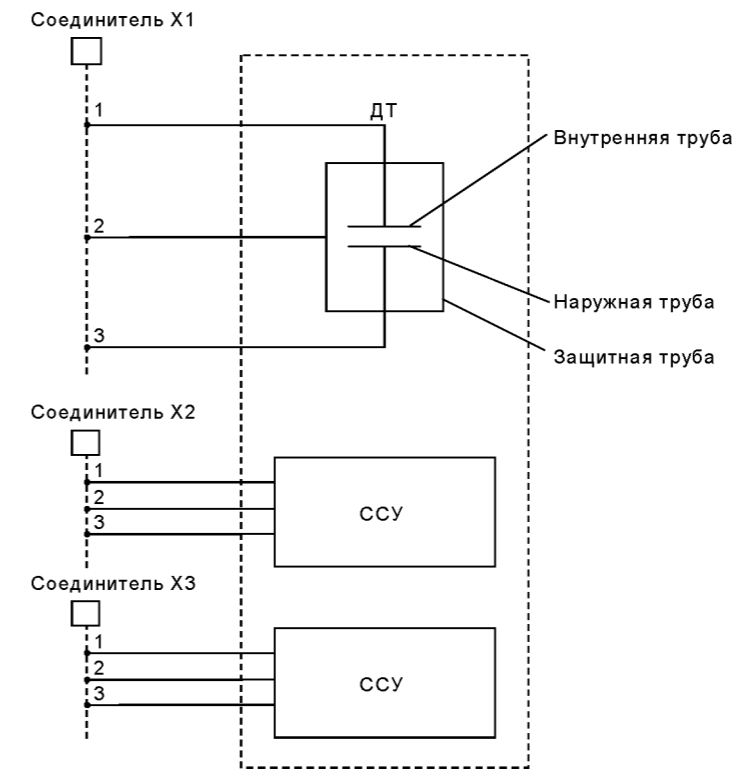 Соединитель Х1
1
ДТ
Внутренняя труба
2
Наружная труба
3
Защитная труба
Соединитель Х2
1
2
ССУ
3
Соединитель Х3
1
2
ССУ
3